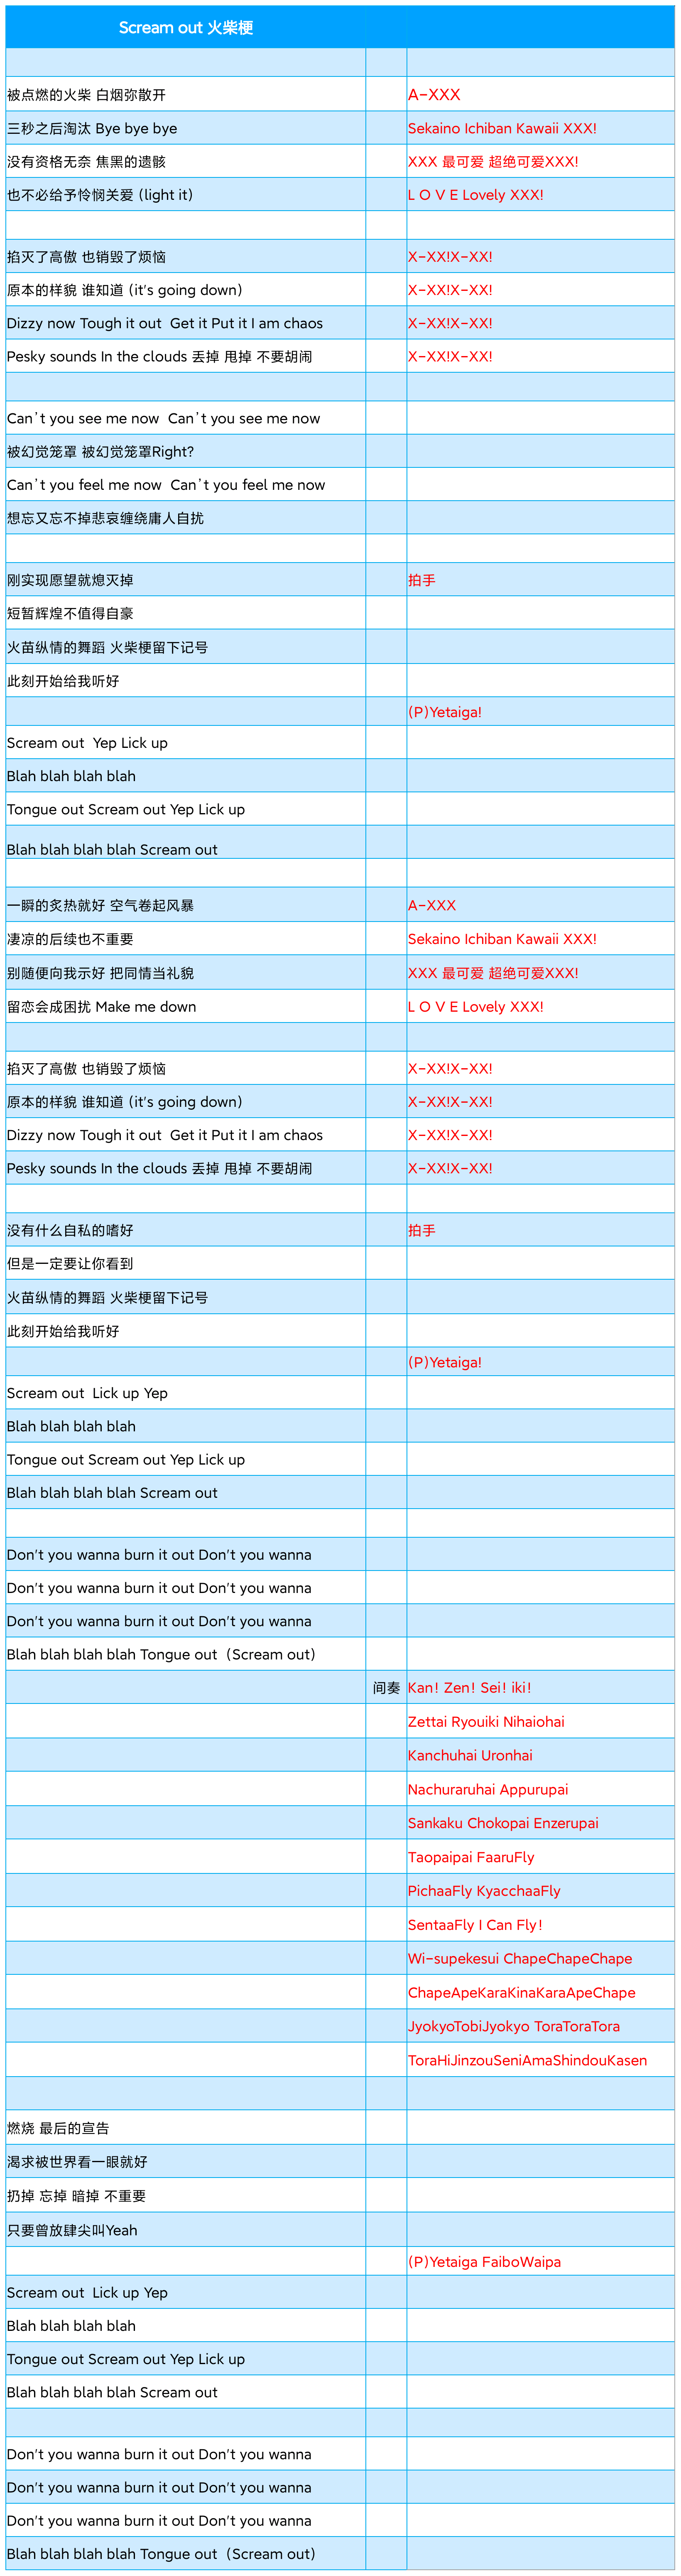 Scream out 火柴梗
被点燃的火柴 白烟弥散开 A-XXX
三秒之后淘汰 Bye bye bye Sekaino Ichiban Kawaii XXX!
没有资格无奈 焦黑的遗骸 XXX 最可爱 超绝可爱XXX!
也不必给予怜悯关爱 (light it) L O V E Lovely XXX!
掐灭了高傲 也销毁了烦恼 X-XX!X-XX!
原本的样貌 谁知道 (it's going down) X-XX!X-XX!
Dizzy now Tough it out  Get it Put it I am chaos X-XX!X-XX!
Pesky sounds In the clouds 丢掉 甩掉 不要胡闹 X-XX!X-XX!
Can't you see me now  Can't you see me now
被幻觉笼罩 被幻觉笼罩Right?
Can't you feel me now  Can't you feel me now
想忘又忘不掉悲哀缠绕庸人自扰
刚实现愿望就熄灭掉 拍手
短暂辉煌不值得自豪
火苗纵情的舞蹈 火柴梗留下记号
此刻开始给我听好
(P)Yetaiga!
Scream out  Yep Lick up
Blah blah blah blah
Tongue out Scream out Yep Lick up
Blah blah blah blah Scream out
一瞬的炙热就好 空气卷起风暴 A-XXX
凄凉的后续也不重要 Sekaino Ichiban Kawaii XXX!
别随便向我示好 把同情当礼貌 XXX 最可爱 超绝可爱XXX!
留恋会成困扰 Make me down L O V E Lovely XXX!
掐灭了高傲 也销毁了烦恼 X-XX!X-XX!
原本的样貌 谁知道 (it's going down) X-XX!X-XX!
Dizzy now Tough it out  Get it Put it I am chaos X-XX!X-XX!
Pesky sounds In the clouds 丢掉 甩掉 不要胡闹 X-XX!X-XX!
没有什么自私的嗜好 拍手
但是一定要让你看到
火苗纵情的舞蹈 火柴梗留下记号
此刻开始给我听好
(P)Yetaiga!
Scream out  Lick up Yep
Blah blah blah blah
Tongue out Scream out Yep Lick up
Blah blah blah blah Scream out
Don't you wanna burn it out Don't you wanna
Don't you wanna burn it out Don't you wanna
Don't you wanna burn it out Don't you wanna
Blah blah blah blah Tongue out（Scream out）
间奏 Kan! Zen! Sei! iki!
Zettai Ryouiki Nihaiohai
Kanchuhai Uronhai
Nachuraruhai Appurupai
Sankaku Chokopai Enzerupai
Taopaipai FaaruFly
PichaaFly KyacchaaFly
SentaaFly I Can Fly!
Wi-supekesui ChapeChapeChape
ChapeApeKaraKinaKaraApeChape
JyokyoTobiJyokyo ToraToraTora
ToraHiJinzouSeniAmaShindouKasen
燃烧 最后的宣告
渴求被世界看一眼就好
扔掉 忘掉 暗掉 不重要
只要曾放肆尖叫Yeah
(P)Yetaiga FaiboWaipa
Scream out  Lick up Yep
Blah blah blah blah
Tongue out Scream out Yep Lick up
Blah blah blah blah Scream out
Don't you wanna burn it out Don't you wanna
Don't you wanna burn it out Don't you wanna
Don't you wanna burn it out Don't you wanna
Blah blah blah blah Tongue out（Scream out）